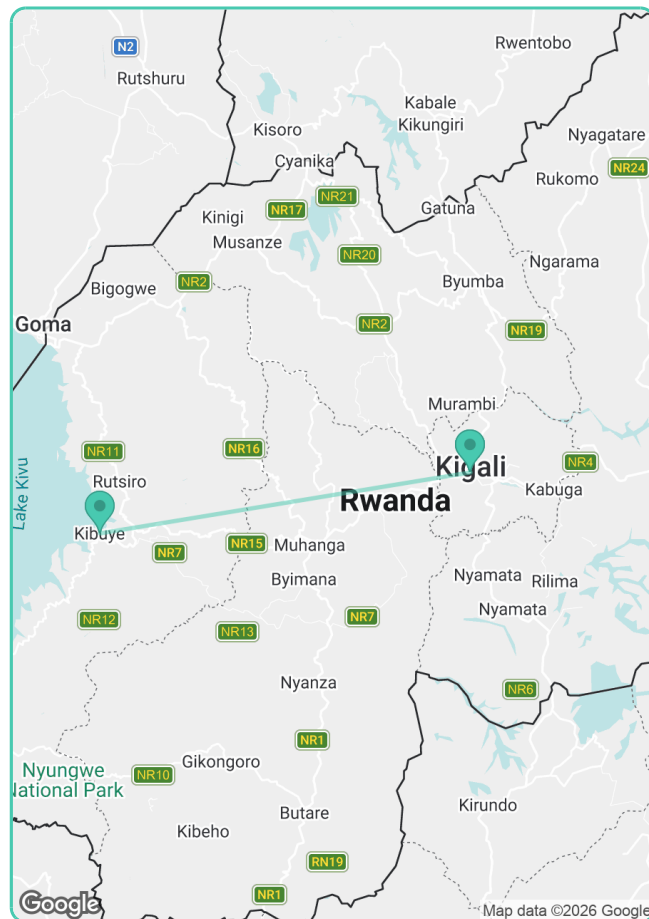 Rwentobo
N2
Rutshuru
Kabale
Kikungiri
Kisoro
Nyagatare
Cyanika
NR24
Rukomo
NR21
NR17
Gatuna
Kinigi
Musanze
NR20
Ngarama
Byumba
NR2
Bigogwe
Goma
NR2
NR19
Murambi
NR11
NR16
Kigali
NR4
Rutsiro
Kabuga
Lake Kivu
Rwanda
Kibuye
NR7
NR15
Muhanga
Byimana
Nyamata
Rilima
Nyamata
NR12
NR13
NR7
Nyanza
NR6
NR1
Gikongoro
Nyungwe
National Park
NR10
Kirundo
Butare
Kibeho
RN19
NR1
Google
Map data ©2026 Google